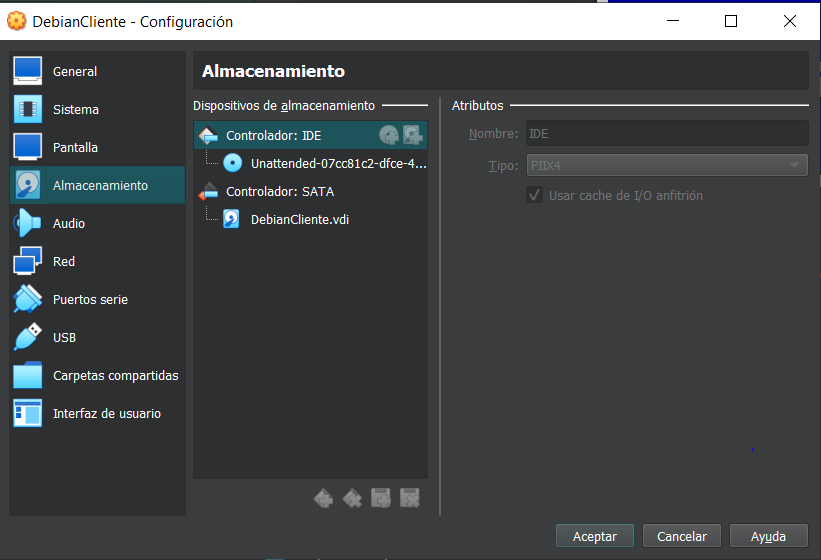 DebianCliente - Configuración
General
Sistema
Pantalla
Almacenamiento
Audio
Red
Puertos serie
USB
Carpetas compartidas
Interfaz de usuario
Almacenamiento
Dispositivos de almacenamiento
Controlador: IDE
Unattended-07cc81c2-dfce-4...
Controlador: SATA
DebianCliente.vdi
Atributos
Nombre: IDE
Tipo: PIIX4
Usar cache de I/O anfitrión
Aceptar Cancelar Ayuda